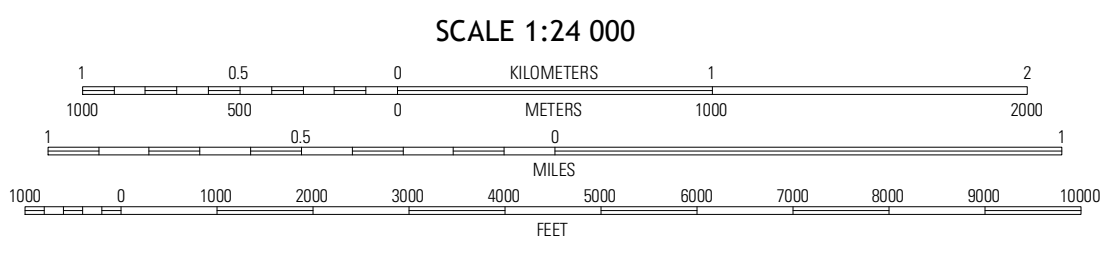 SCALE 1:24 000
1 0.5 0 KILOMETERS 1 2
1000 500 0 METERS 1000 2000
1 0.5 0 1
MILES
1000 0 1000 2000 3000 4000 5000 6000 7000 8000 9000 10000
FEET